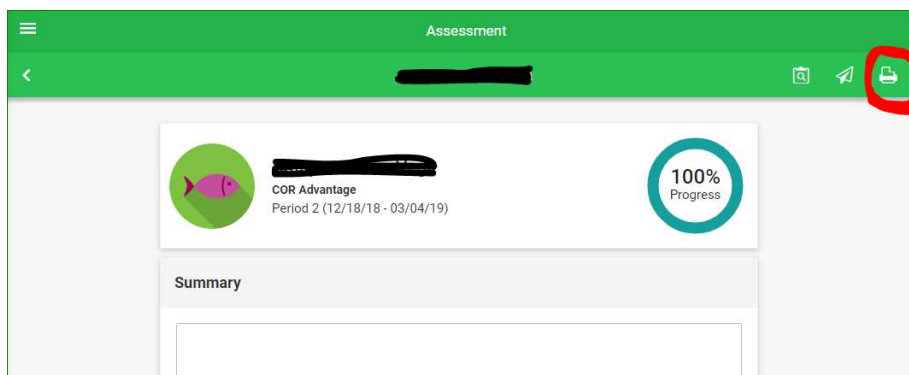 Assessment
COR Advantage
100%
Progress
Period 2 (12/18/18 - 03/04/19)
Summary